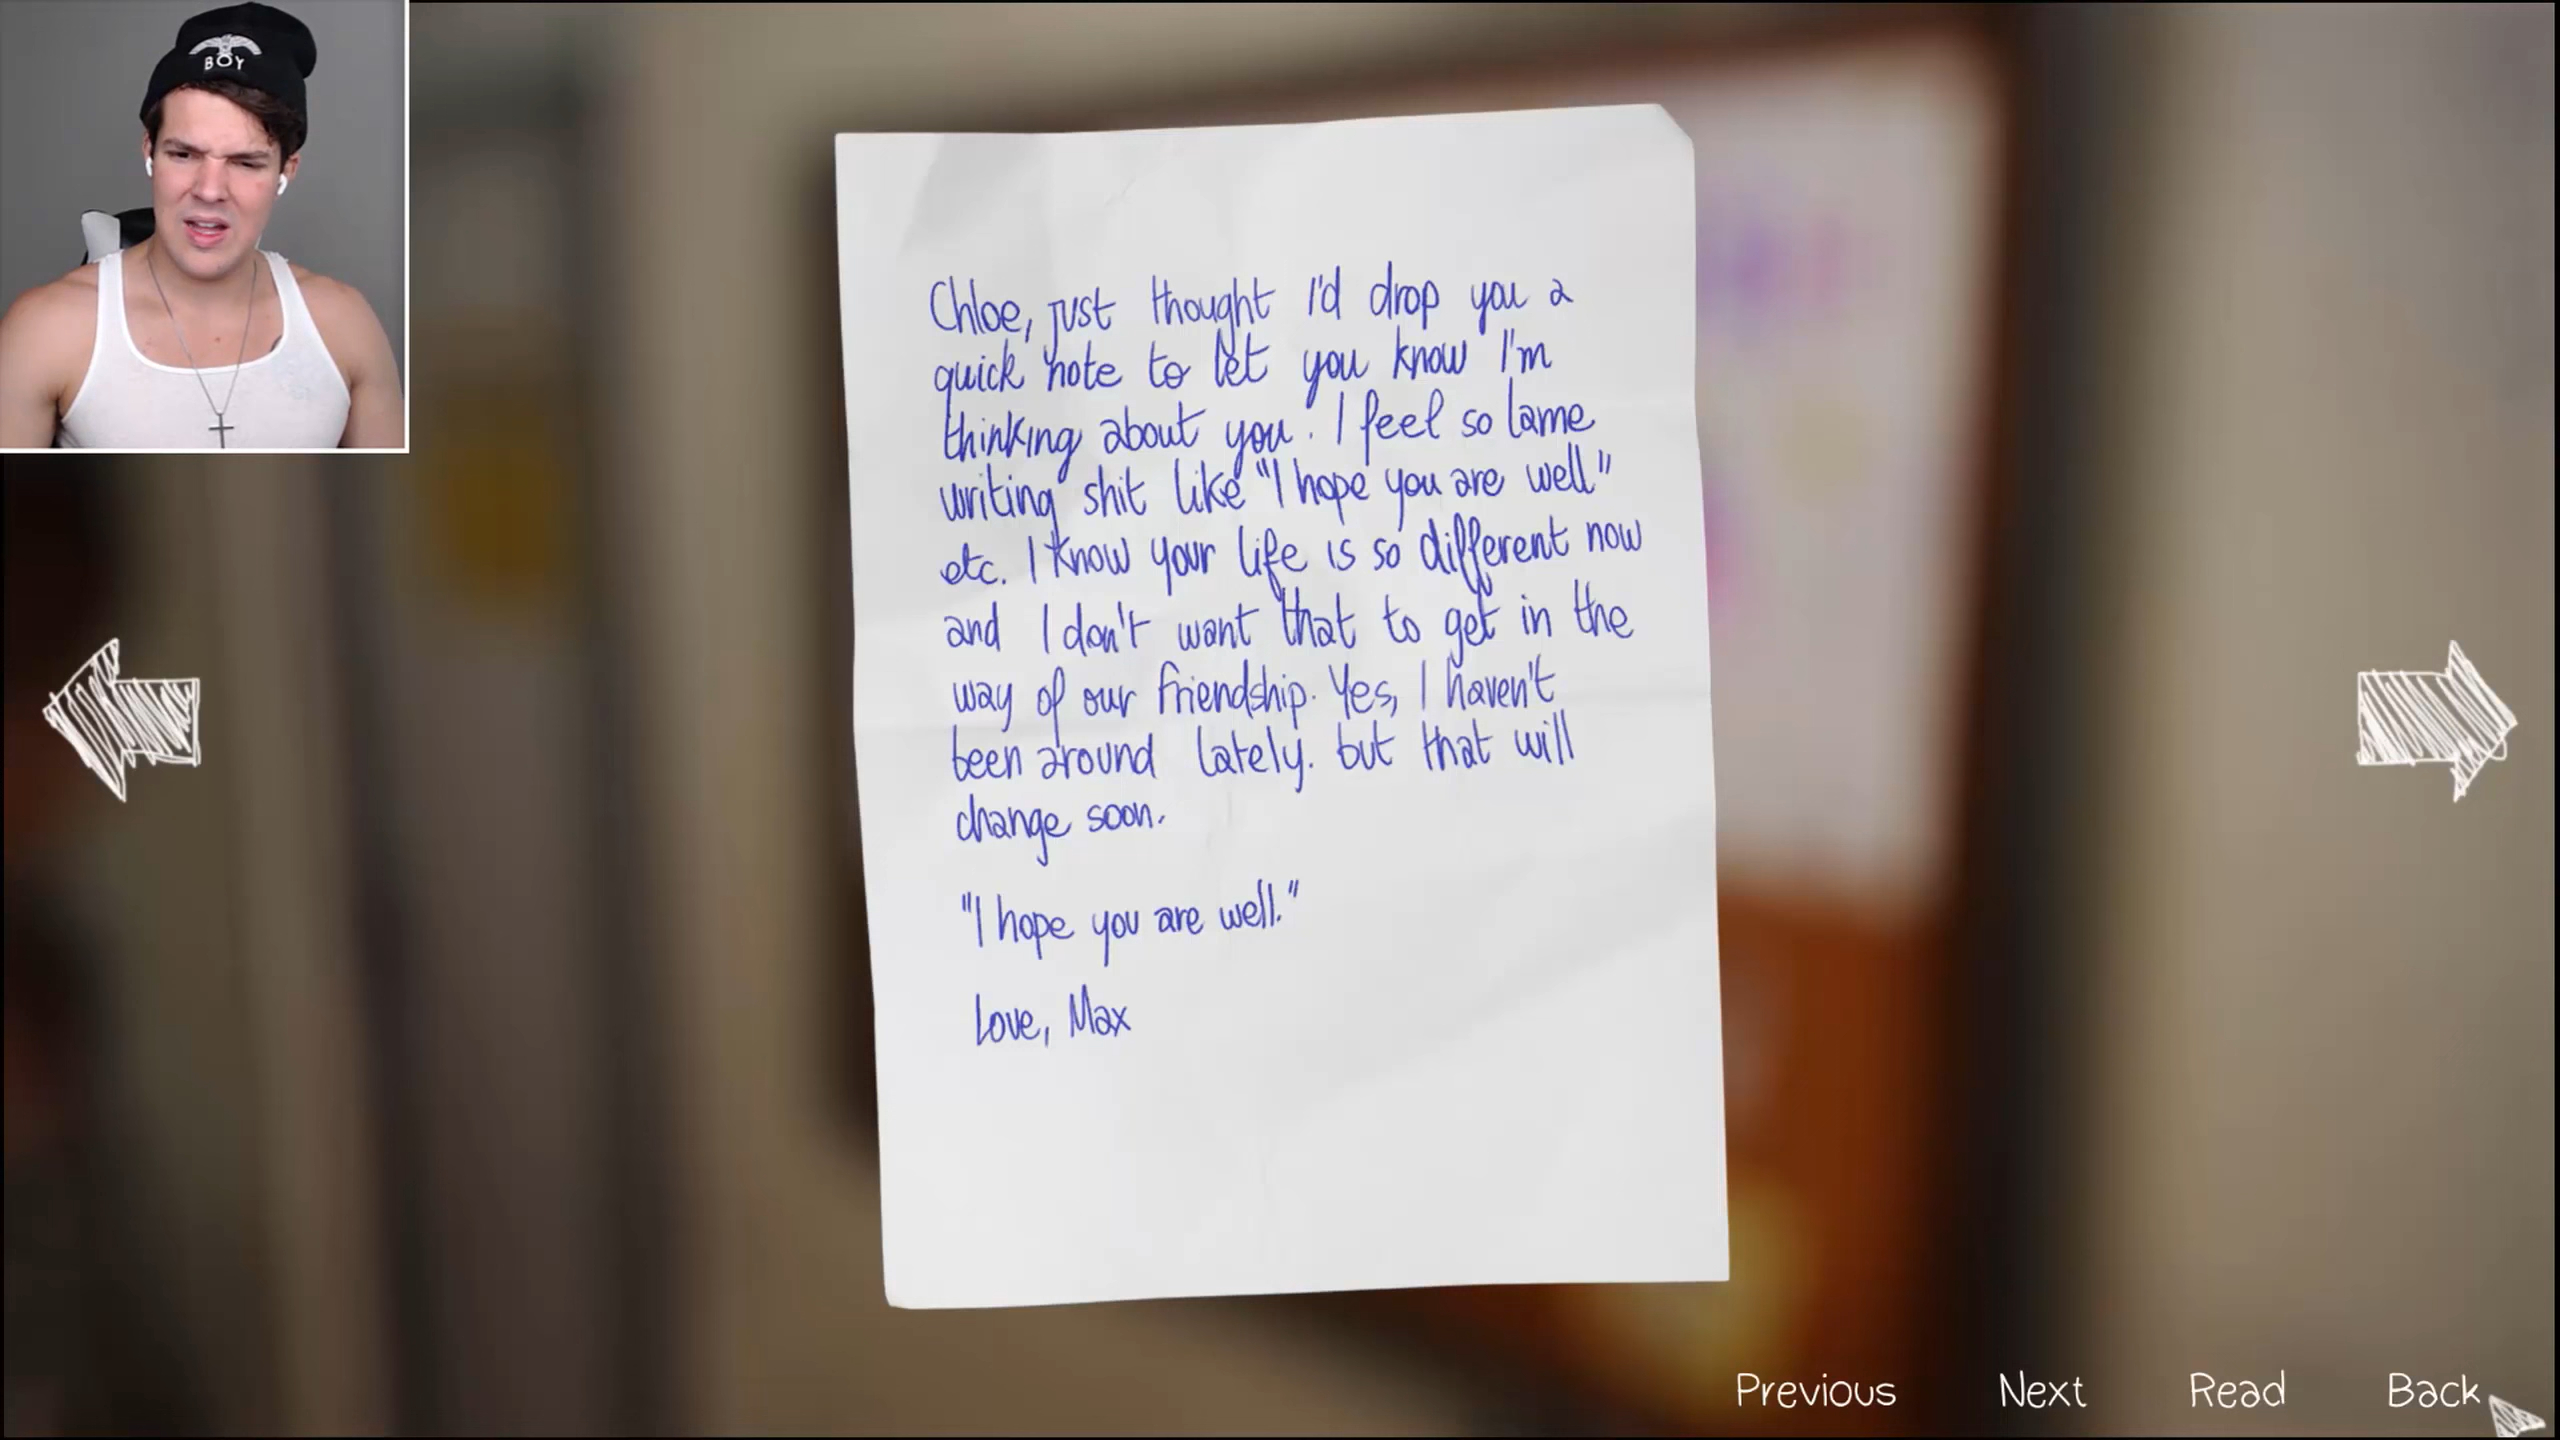 BOY
Chloe, just thought I'd drop you a
quick note to let you know I'm
thinking about you. I feel so lame
writing shit like "I hope you are well"
etc. I know your life is so different now
and I don't want that to get in the
way of our friendship. Yes, I haven't
been around lately. but that will
change soon.
"I hope you are well."
Love, Max
Previous Next Read Back